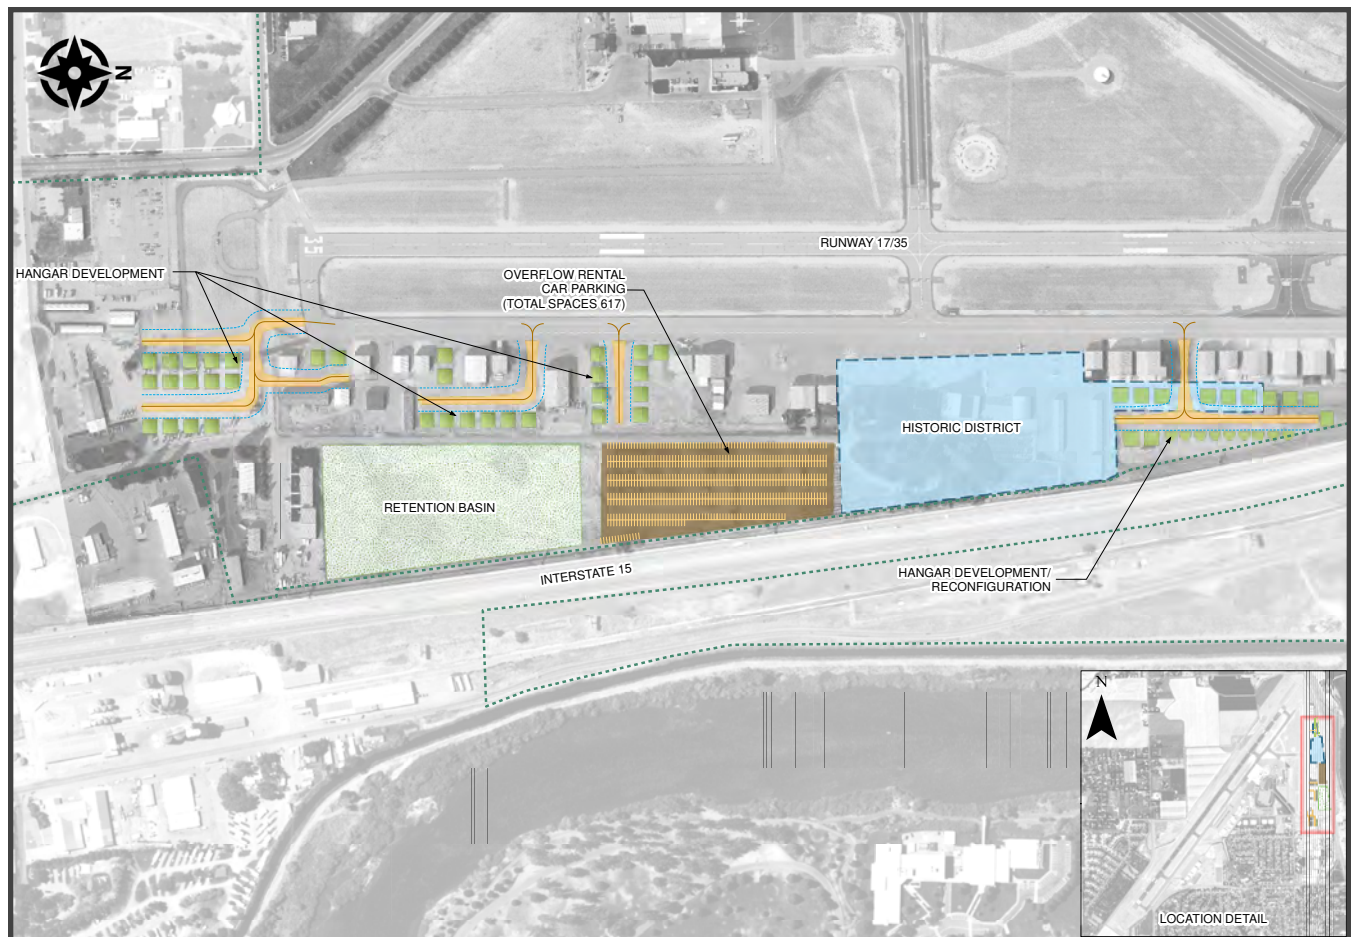 N
RUNWAY 17/35
35
HANGAR DEVELOPMENT
OVERFLOW RENTAL
CAR PARKING
(TOTAL SPACES 617)
HISTORIC DISTRICT
RETENTION BASIN
INTERSTATE 15
HANGAR DEVELOPMENT/
RECONFIGURATION
N
LOCATION DETAIL